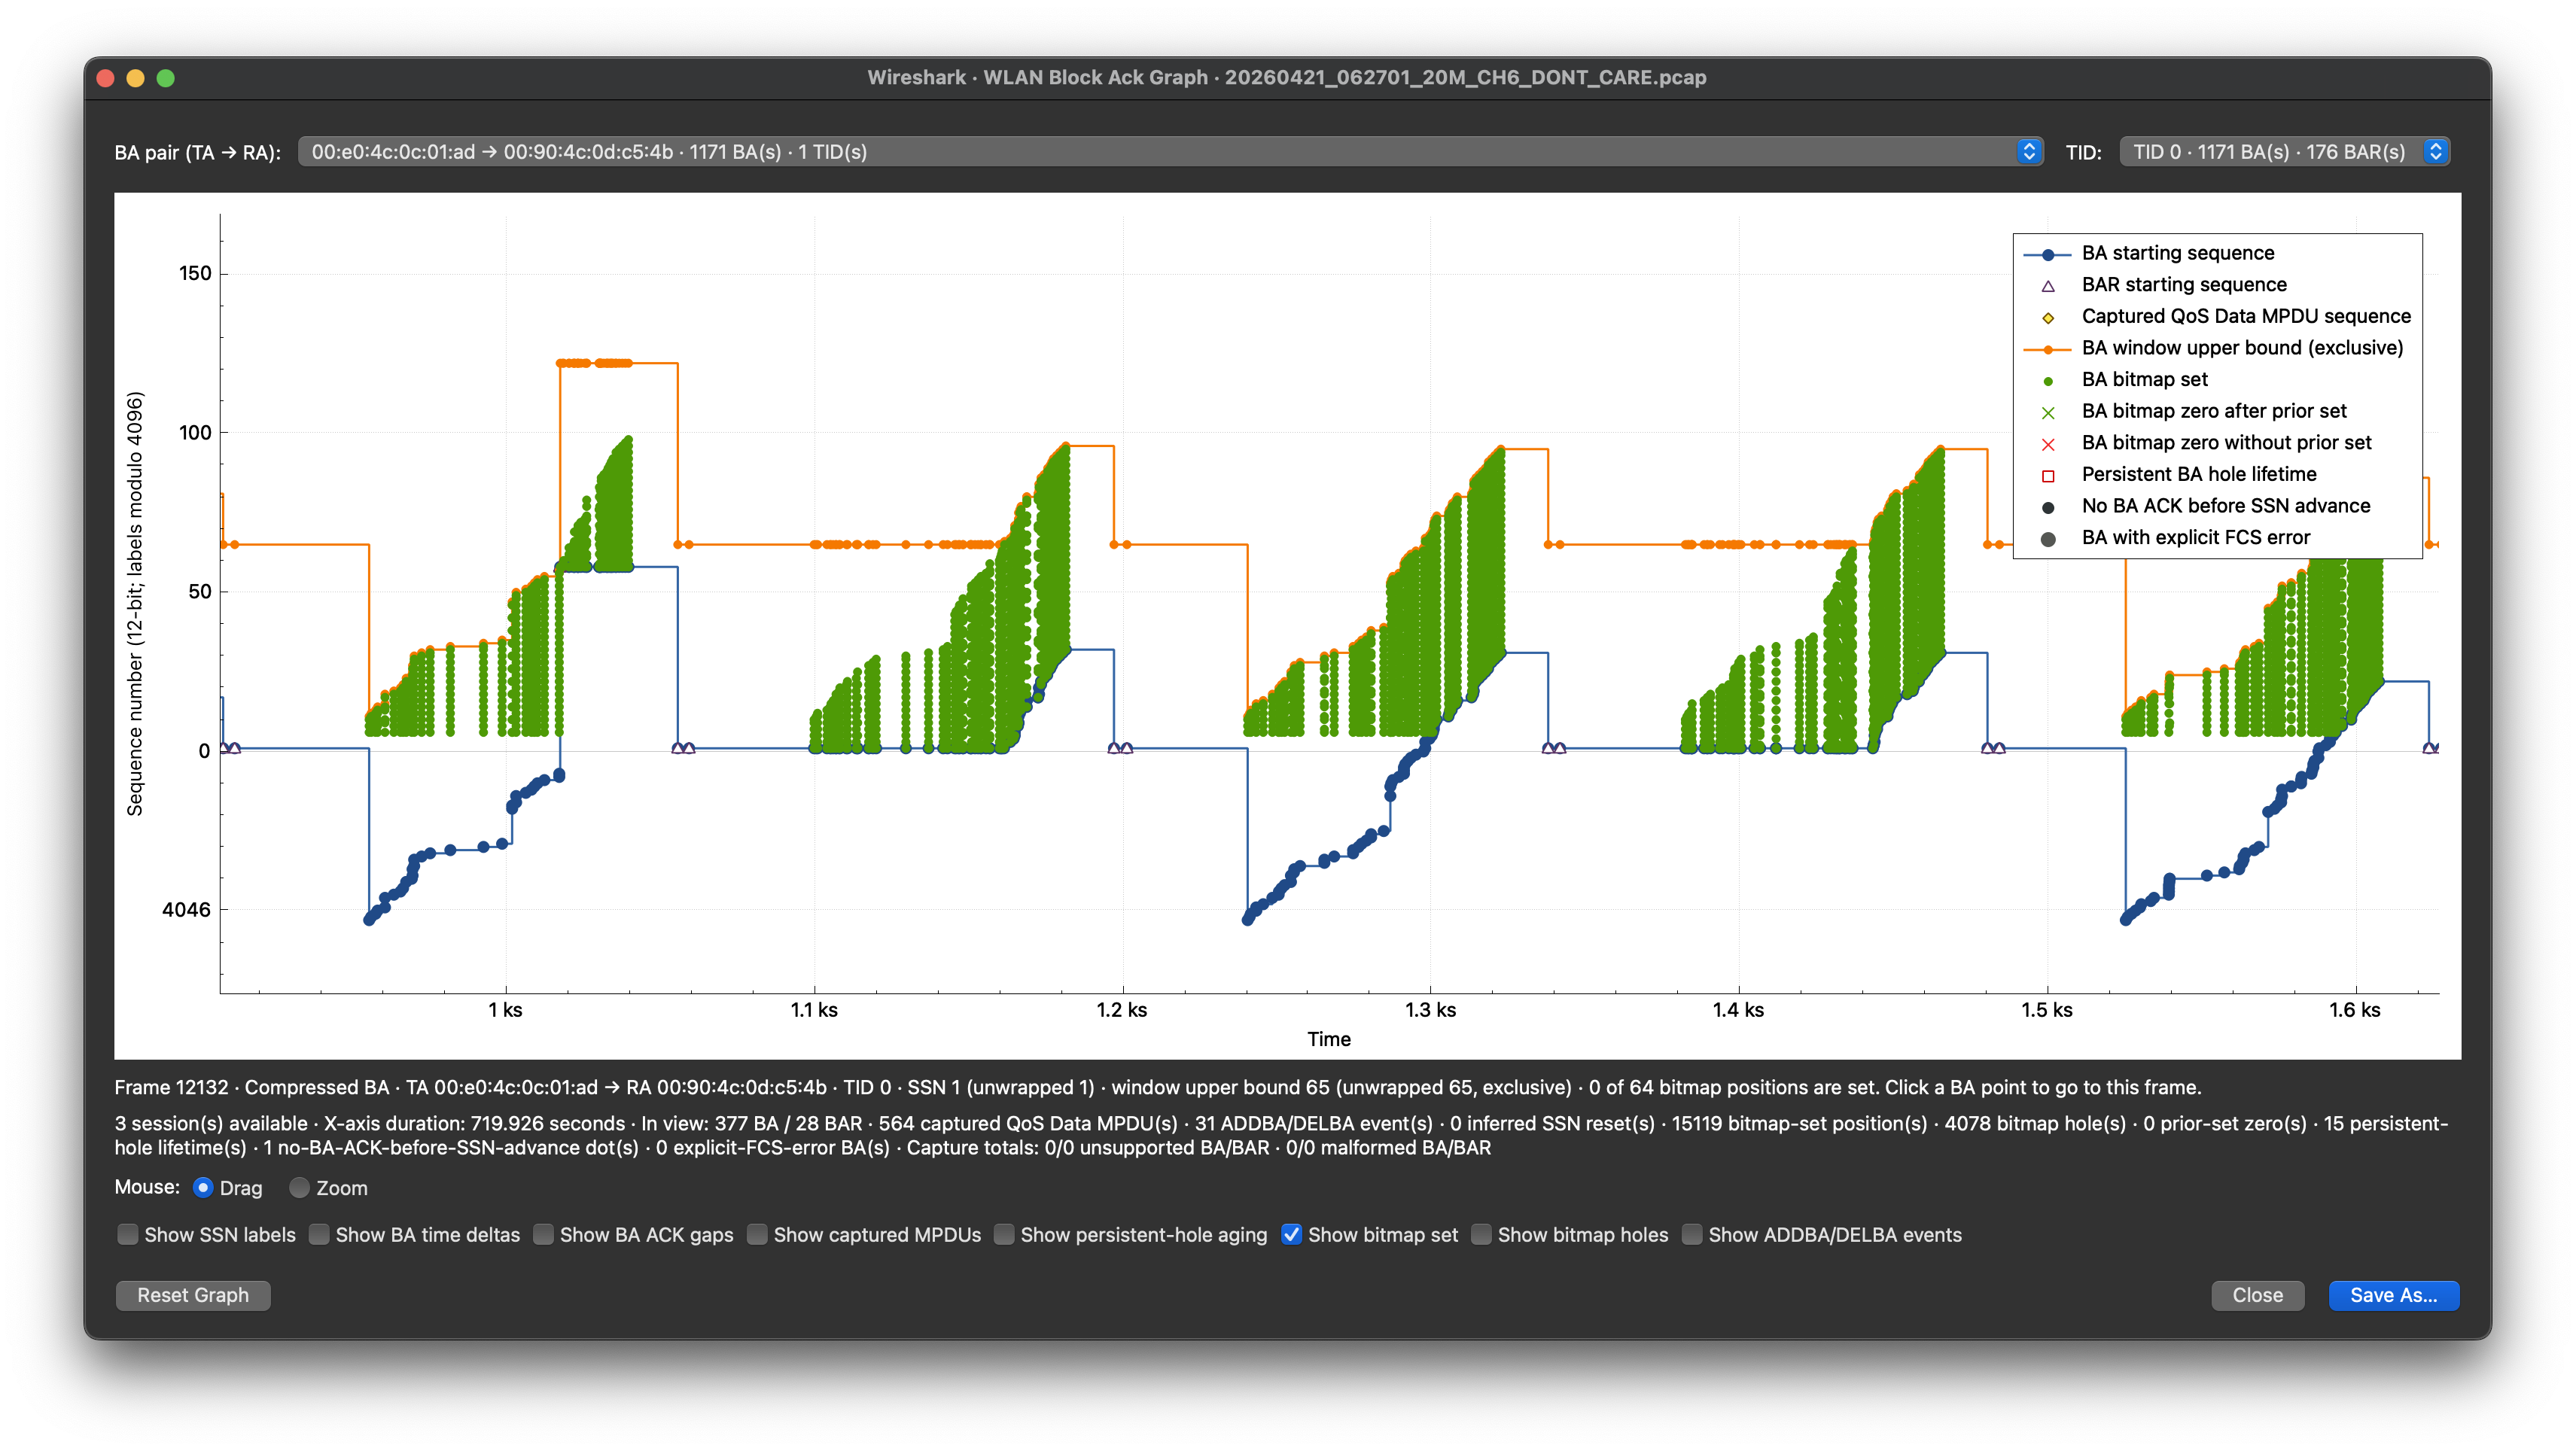 Wireshark · WLAN Block Ack Graph · 20260421_062701_20M_CH6_DONT_CARE.pcap
BA pair (TA → RA): 00:e0:4c:0c:01:ad → 00:90:4c:0d:c5:4b · 1171 BA(s) · 1 TID(s) TID: TID 0 · 1171 BA(s) · 176 BAR(s)
Sequence number (12-bit; labels modulo 4096)
150
100
50
0
4046
BA starting sequence
BAR starting sequence
Captured QoS Data MPDU sequence
BA window upper bound (exclusive)
BA bitmap set
BA bitmap zero after prior set
BA bitmap zero without prior set
Persistent BA hole lifetime
No BA ACK before SSN advance
BA with explicit FCS error
1 ks 1.1 ks 1.2 ks 1.3 ks 1.4 ks 1.5 ks 1.6 ks
Time
Frame 12132 · Compressed BA · TA 00:e0:4c:0c:01:ad → RA 00:90:4c:0d:c5:4b · TID 0 · SSN 1 (unwrapped 1) · window upper bound 65 (unwrapped 65, exclusive) · 0 of 64 bitmap positions are set. Click a BA point to go to this frame.
3 session(s) available · X-axis duration: 719.926 seconds · In view: 377 BA / 28 BAR · 564 captured QoS Data MPDU(s) · 31 ADDBA/DELBA event(s) · 0 inferred SSN reset(s) · 15119 bitmap-set position(s) · 4078 bitmap hole(s) · 0 prior-set zero(s) · 15 persistent-
hole lifetime(s) · 1 no-BA-ACK-before-SSN-advance dot(s) · 0 explicit-FCS-error BA(s) · Capture totals: 0/0 unsupported BA/BAR · 0/0 malformed BA/BAR
Mouse: Drag Zoom
Show SSN labels Show BA time deltas Show BA ACK gaps Show captured MPDUs Show persistent-hole aging Show bitmap set Show bitmap holes Show ADDBA/DELBA events
Reset Graph Close Save As...